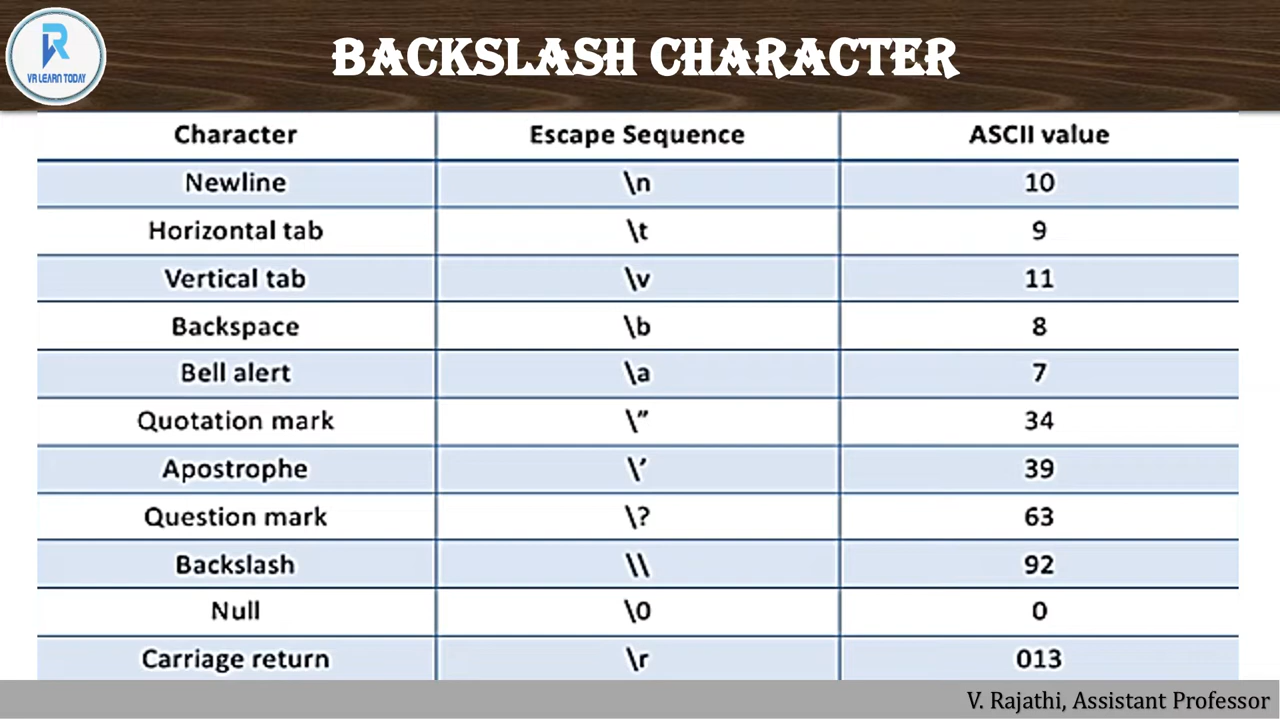 VR LEARN TODAY
BACKSLASH CHARACTER
Character Escape Sequence ASCII value
Newline \n 10
Horizontal tab \t 9
Vertical tab \v 11
Backspace \b 8
Bell alert \a 7
Quotation mark \” 34
Apostrophe \’ 39
Question mark \? 63
Backslash \\ 92
Null \0 0
Carriage return \r 013
V. Rajathi, Assistant Professor